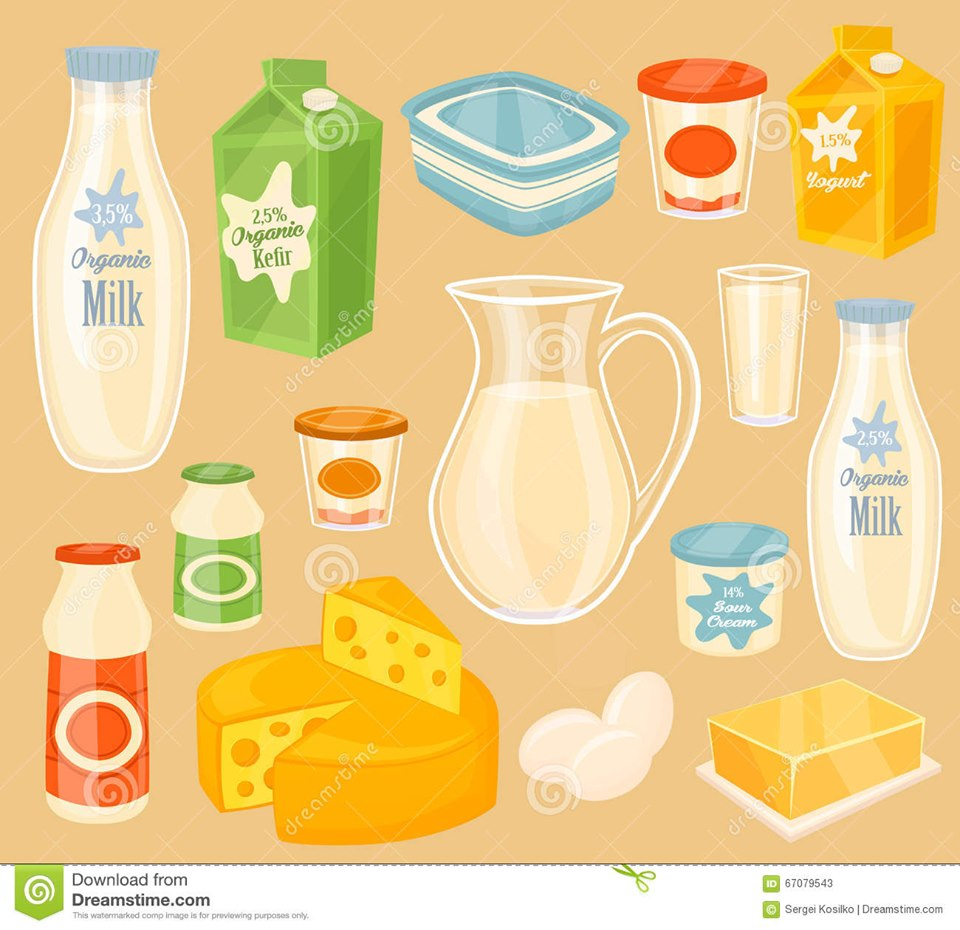 3,5%
Organic
Milk
2,5%
Organic
Kefir
1.5%
Yogurt
2,5%
Organic
Milk
14%
Sour
Cream
dreamstime
Download from
Dreamstime.com
This watermarked comp image is for previewing purposes only.
67079543
Sergei Kosilko | Dreamstime.com